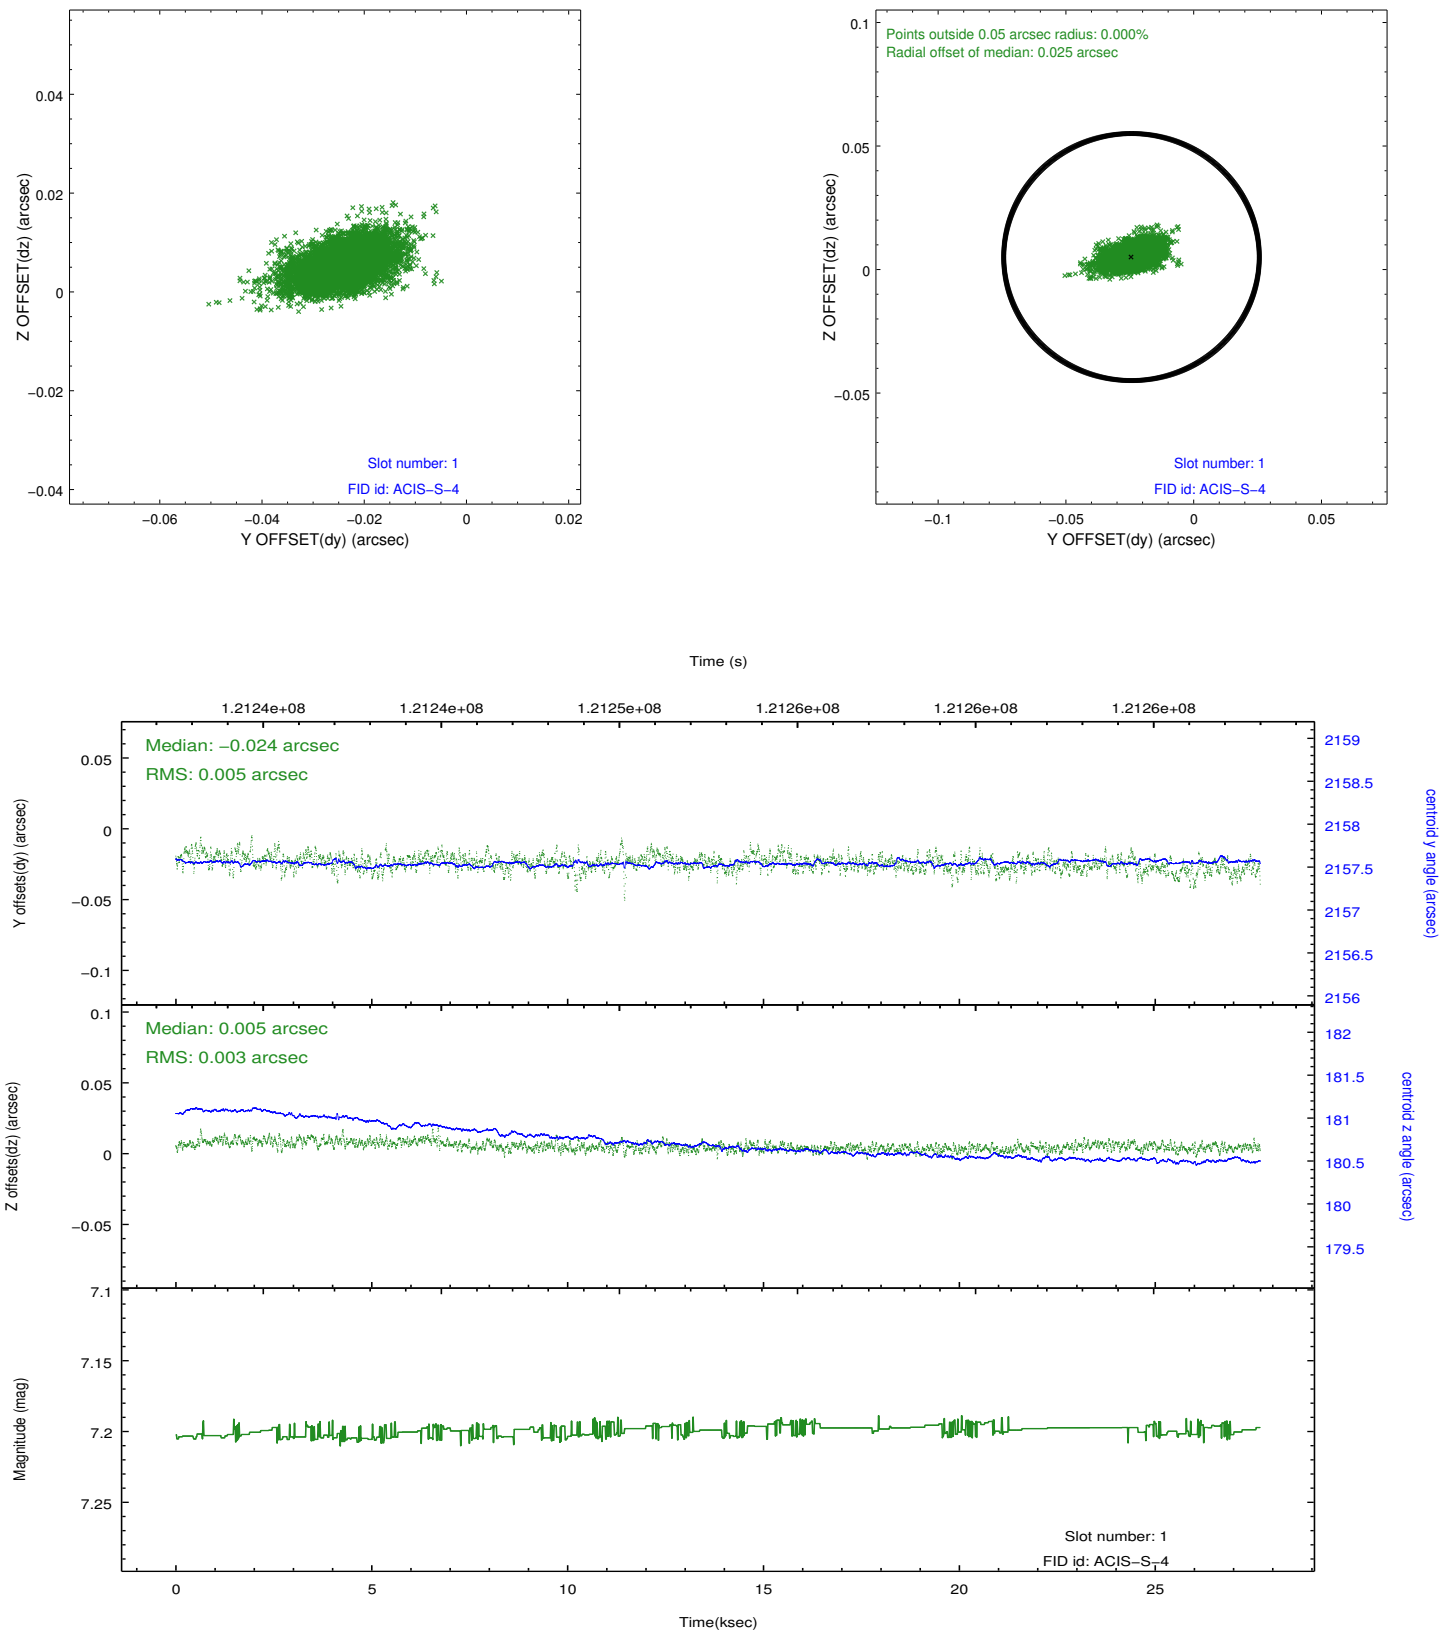 0.04
0.02
0
−0.02
−0.04
Z OFFSET(dz) (arcsec)
Slot number: 1
FID id: ACIS−S−4
−0.06
−0.04
−0.02
0
0.02
Y OFFSET(dy) (arcsec)
Points outside 0.05 arcsec radius: 0.000%
Radial offset of median: 0.025 arcsec
0.1
0.05
0
−0.05
Z OFFSET(dz) (arcsec)
Slot number: 1
FID id: ACIS−S−4
−0.1
−0.05
0
0.05
Y OFFSET(dy) (arcsec)
Time (s)
1.2124e+08
1.2124e+08
1.2125e+08
1.2126e+08
1.2126e+08
1.2126e+08
Median: −0.024 arcsec
RMS: 0.005 arcsec
0.05
0
−0.05
−0.1
Y offsets(dy) (arcsec)
2159
2158.5
2158
2157.5
2157
2156.5
2156
centroid y angle (arcsec)
Median: 0.005 arcsec
RMS: 0.003 arcsec
0.1
0.05
0
−0.05
Z offsets(dz) (arcsec)
182
181.5
181
180.5
180
179.5
centroid z angle (arcsec)
7.1
7.15
7.2
7.25
Magnitude (mag)
Slot number: 1
FID id: ACIS−S−4
0
5
10
15
20
25
Time(ksec)